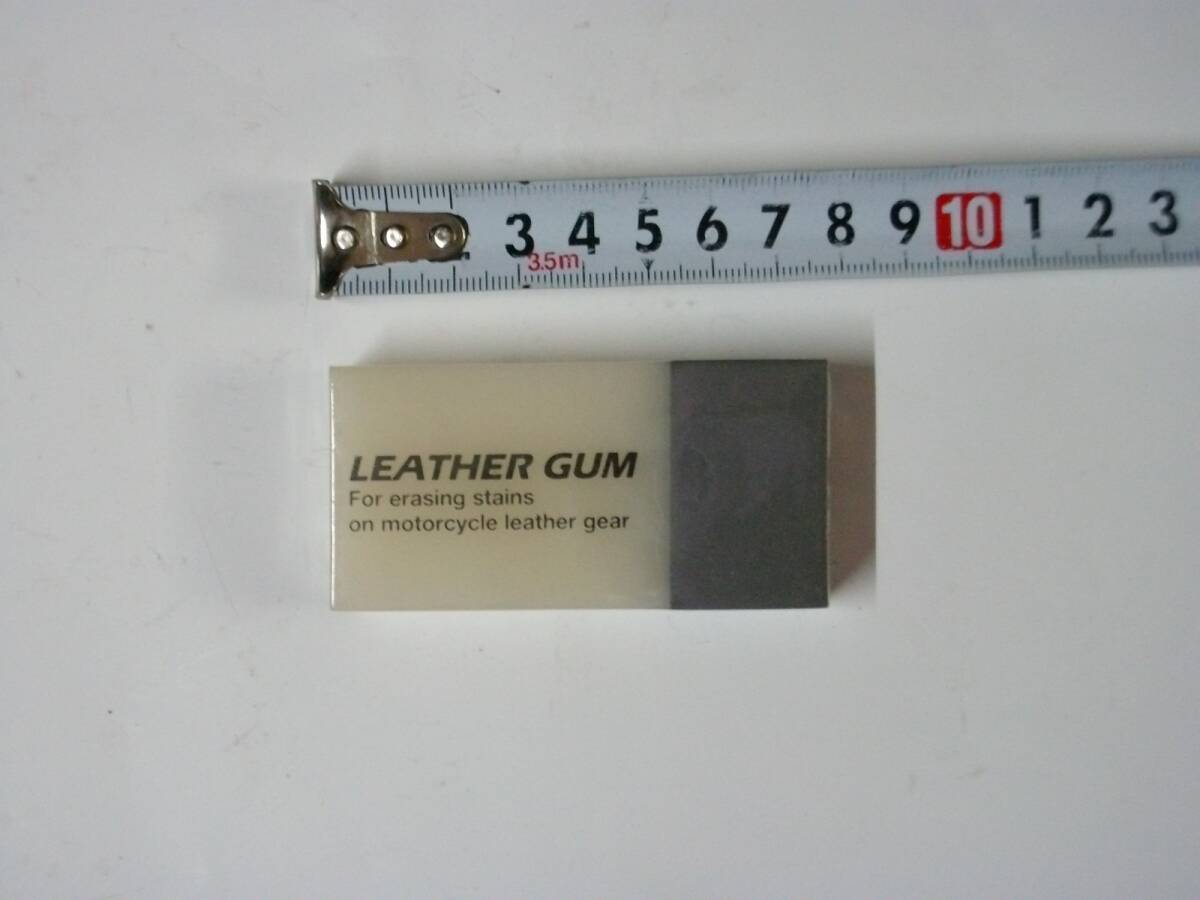 3 4 5 6 7 8 9 10 1 2 3
3.5m
LEATHER GUM
For erasing stains
on motorcycle leather gear